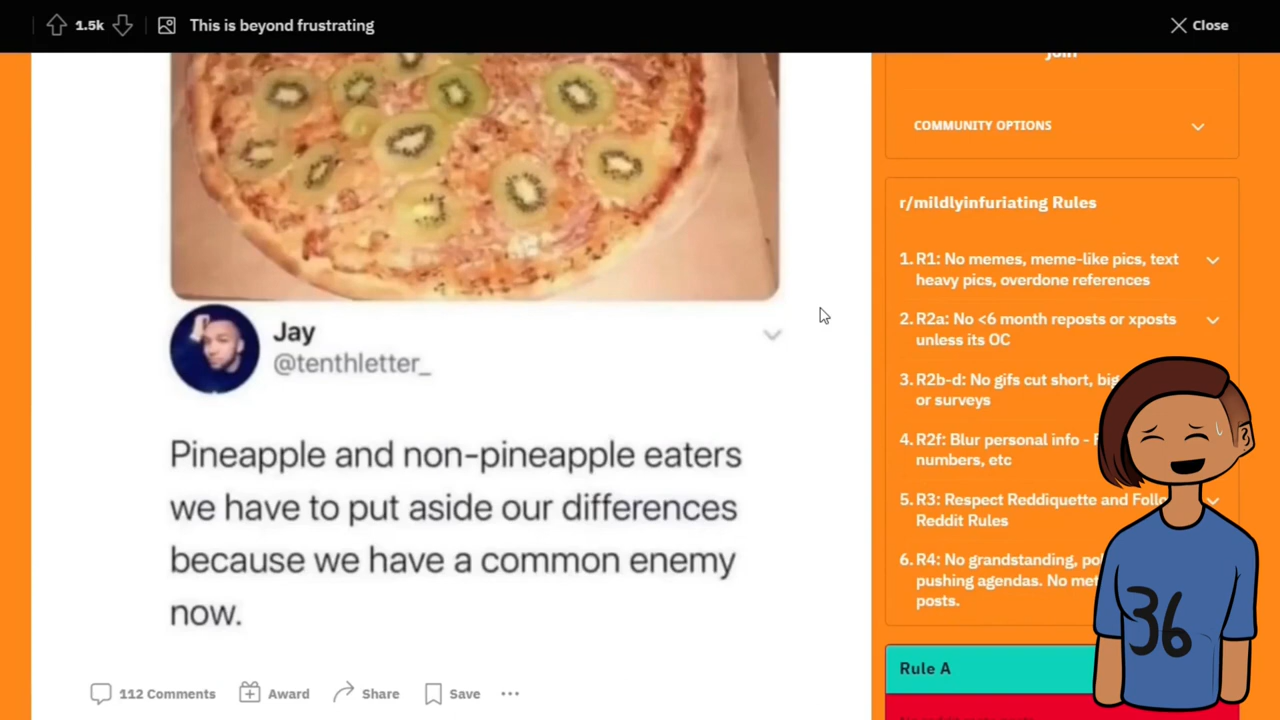 1.5k
This is beyond frustrating
Close
COMMUNITY OPTIONS
r/mildlyinfuriating Rules
1. R1: No memes, meme-like pics, text
heavy pics, overdone references
2. R2a: No <6 month reposts or xposts
unless its OC
3. R2b-d: No gifs cut short, big
or surveys
4. R2f: Blur personal info -
numbers, etc
5. R3: Respect Reddiquette and Follo
Reddit Rules
6. R4: No grandstanding, po
pushing agendas. No met
posts.
Rule A
Jay
@tenthletter_
Pineapple and non-pineapple eaters
we have to put aside our differences
because we have a common enemy
now.
112 Comments
Award
Share
Save
36